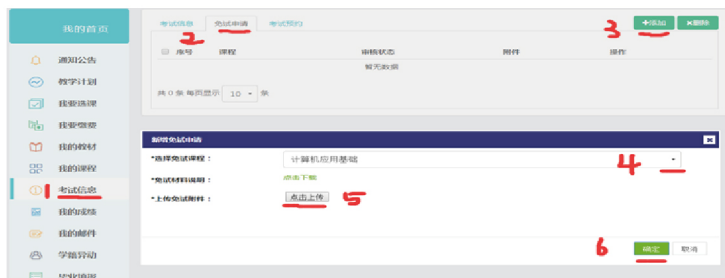 我的首页
通知公告
教学计划
我要选课
我要缴费
我的教材
我的课程
1 考试信息
我的成绩
我的邮件
学籍异动
考试信息 免试申请 考试预约
2
3 +添加 ×删除
序号 课程 审核状态 附件 操作
暂无数据
共 0 条 每页显示 10 条
新增免试申请
*选择免试课程： 计算机应用基础 4
*免试材料说明： 点击下载
*上传免试附件： 点击上传 5
6 确定 取消